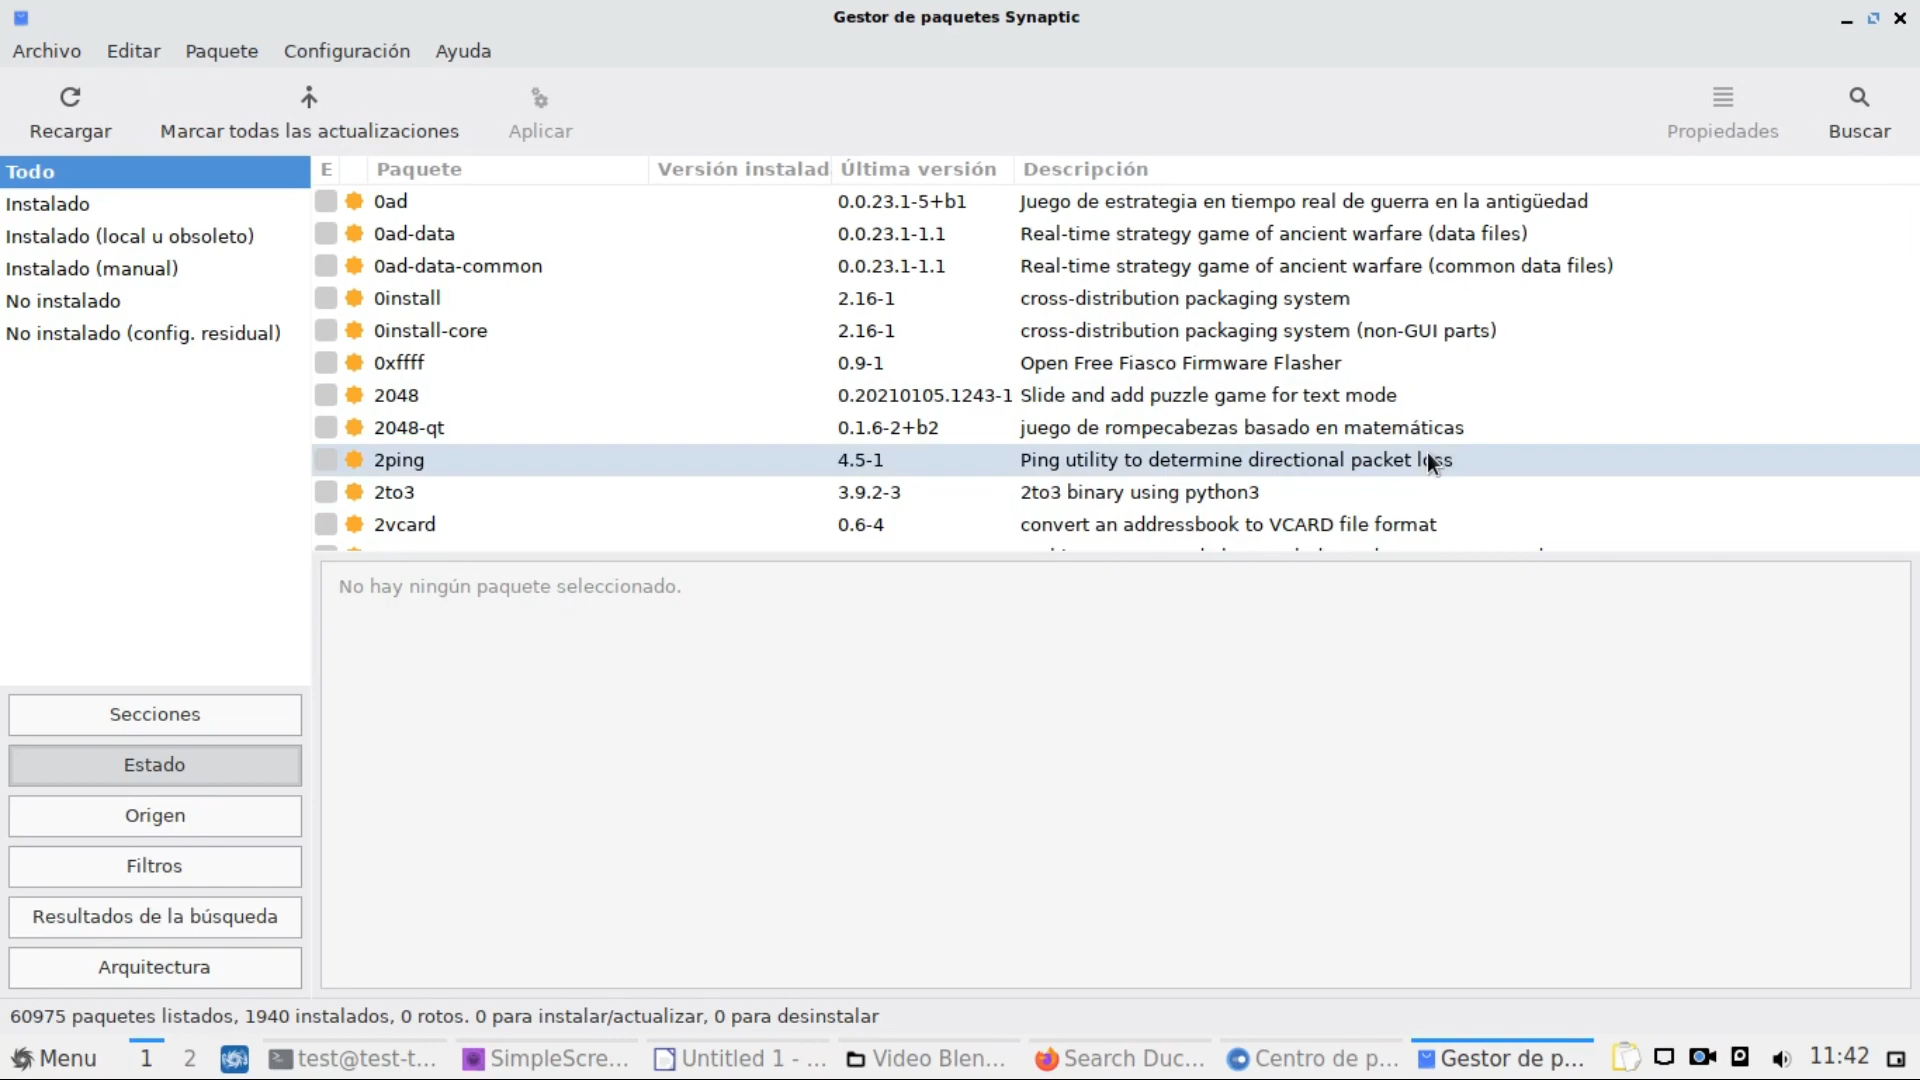 Gestor de paquetes Synaptic
Archivo Editar Paquete Configuración Ayuda
Recargar Marcar todas las actualizaciones Aplicar Propiedades Buscar
Todo
Instalado
Instalado (local u obsoleto)
Instalado (manual)
No instalado
No instalado (config. residual)
E Paquete Versión instalad Última versión Descripción
0ad 0.0.23.1-5+b1 Juego de estrategia en tiempo real de guerra en la antigüedad
0ad-data 0.0.23.1-1.1 Real-time strategy game of ancient warfare (data files)
0ad-data-common 0.0.23.1-1.1 Real-time strategy game of ancient warfare (common data files)
0install 2.16-1 cross-distribution packaging system
0install-core 2.16-1 cross-distribution packaging system (non-GUI parts)
0xffff 0.9-1 Open Free Fiasco Firmware Flasher
2048 0.20210105.1243-1 Slide and add puzzle game for text mode
2048-qt 0.1.6-2+b2 juego de rompecabezas basado en matemáticas
2ping 4.5-1 Ping utility to determine directional packet loss
2to3 3.9.2-3 2to3 binary using python3
2vcard 0.6-4 convert an addressbook to VCARD file format
No hay ningún paquete seleccionado.
Secciones
Estado
Origen
Filtros
Resultados de la búsqueda
Arquitectura
60975 paquetes listados, 1940 instalados, 0 rotos. 0 para instalar/actualizar, 0 para desinstalar
Menu 1 2 test@test-t... SimpleScre... Untitled 1 - ... Video Blen... Search Duc... Centro de p... Gestor de p... 11:42